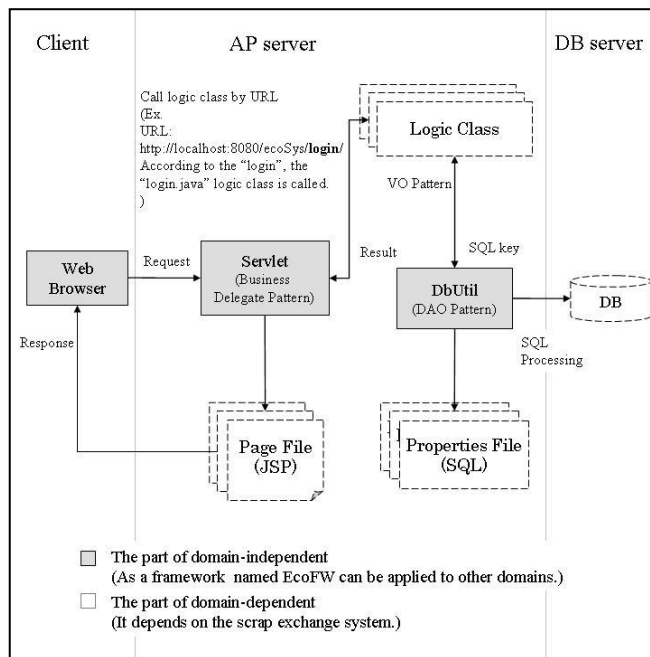 Client
AP server
DB server
Call logic class by URL
(Ex.
URL:
http://localhost:8080/ecoSys/login/
According to the “login”, the
“login.java” logic class is called.
)
Logic Class
VO Pattern
Request
Result
SQL key
Web
Browser
Servlet
(Business
Delegate Pattern)
DbUtil
(DAO Pattern)
DB
Response
SQL
Processing
Page File
(JSP)
Properties File
(SQL)
The part of domain-independent
(As a framework named EcoFW can be applied to other domains.)
The part of domain-dependent
(It depends on the scrap exchange system.)